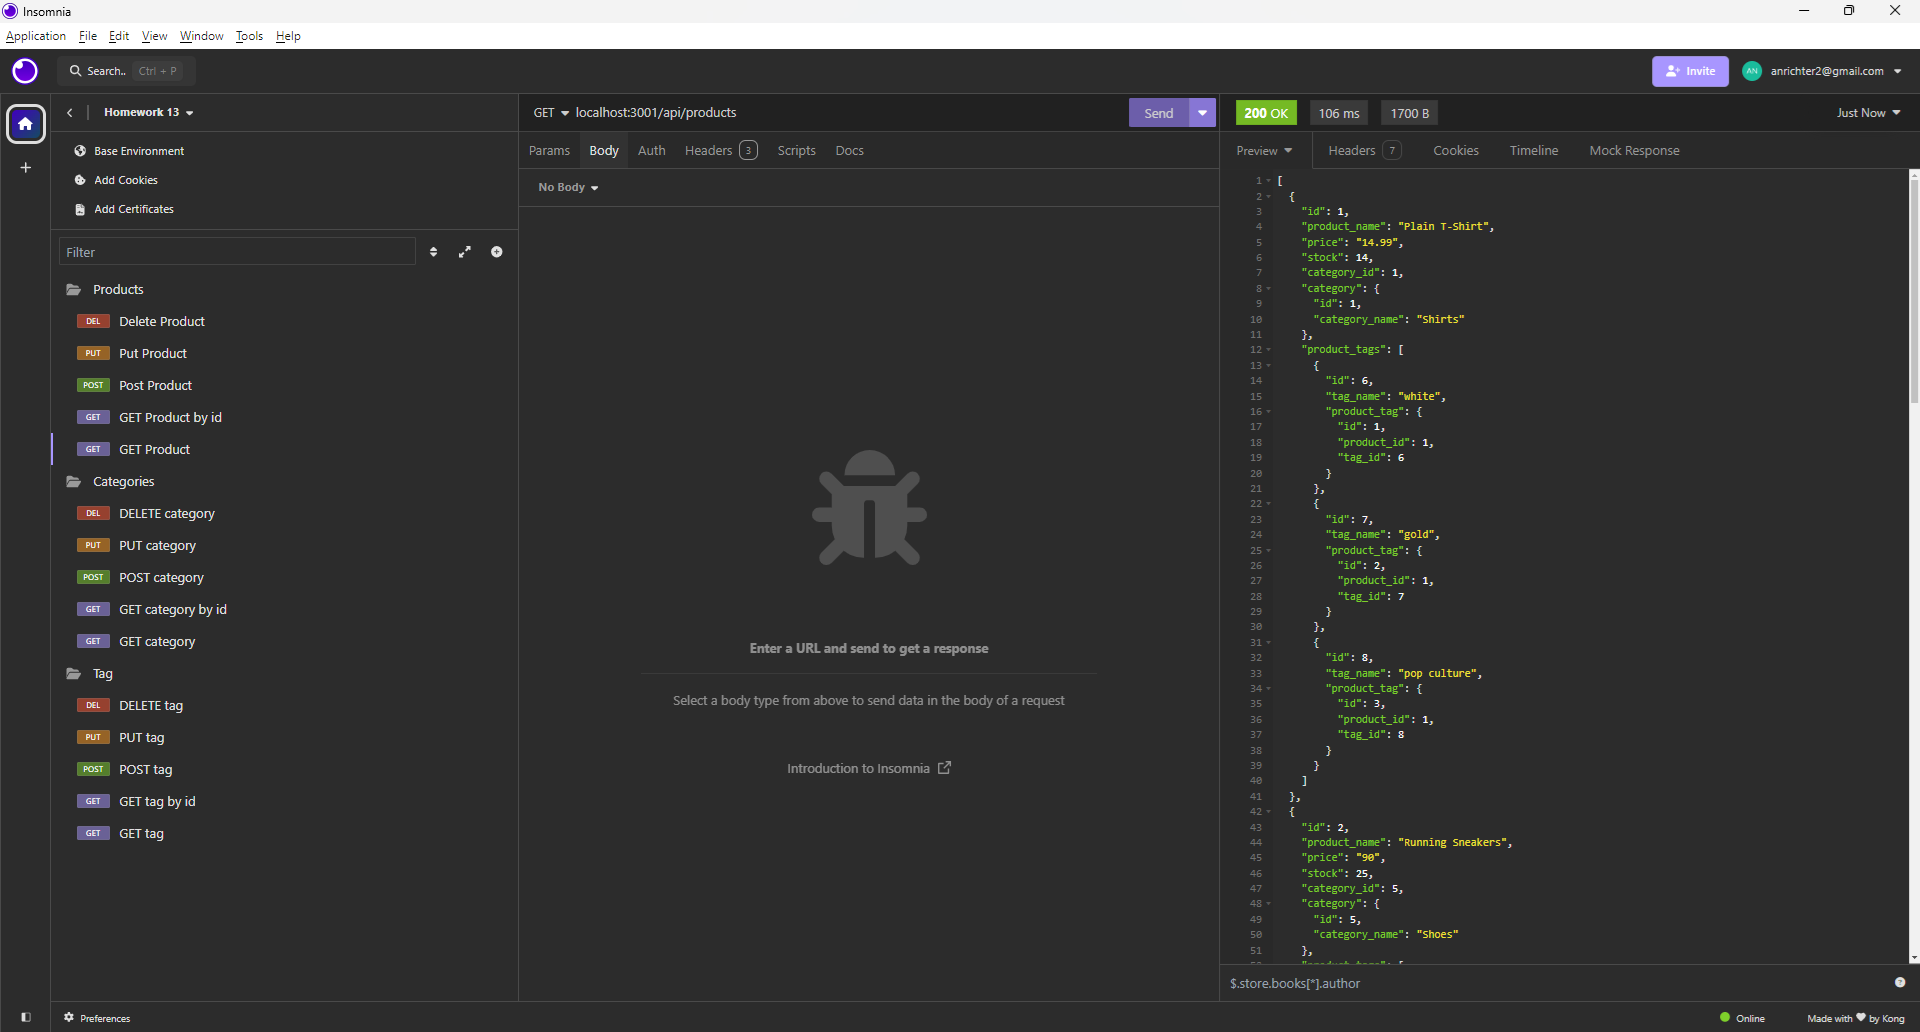 Insomnia
Application File Edit View Window Tools Help
Search.. Ctrl + P
Invite
AN anrichter2@gmail.com
Homework 13
GET localhost:3001/api/products
Send
200 OK 106 ms 1700 B
Just Now
Base Environment
Add Cookies
Add Certificates
Filter
Products
DEL Delete Product
PUT Put Product
POST Post Product
GET GET Product by id
GET GET Product
Categories
DEL DELETE category
PUT PUT category
POST POST category
GET GET category by id
GET GET category
Tag
DEL DELETE tag
PUT PUT tag
POST POST tag
GET GET tag by id
GET GET tag
Preferences
Params Body Auth Headers 3 Scripts Docs
No Body
Enter a URL and send to get a response
Select a body type from above to send data in the body of a request
Introduction to Insomnia
Preview Headers 7 Cookies Timeline Mock Response
1 [
2 {
3 "id": 1,
4 "product_name": "Plain T-Shirt",
5 "price": "14.99",
6 "stock": 14,
7 "category_id": 1,
8 "category": {
9 "id": 1,
10 "category_name": "Shirts"
11 },
12 "product_tags": [
13 {
14 "id": 6,
15 "tag_name": "white",
16 "product_tag": {
17 "id": 1,
18 "product_id": 1,
19 "tag_id": 6
20 }
21 },
22 {
23 "id": 7,
24 "tag_name": "gold",
25 "product_tag": {
26 "id": 2,
27 "product_id": 1,
28 "tag_id": 7
29 }
30 },
31 {
32 "id": 8,
33 "tag_name": "pop culture",
34 "product_tag": {
35 "id": 3,
36 "product_id": 1,
37 "tag_id": 8
38 }
39 }
40 ]
41 },
42 {
43 "id": 2,
44 "product_name": "Running Sneakers",
45 "price": "90",
46 "stock": 25,
47 "category_id": 5,
48 "category": {
49 "id": 5,
50 "category_name": "Shoes"
51 },
$.store.books[*].author
Online
Made with by Kong